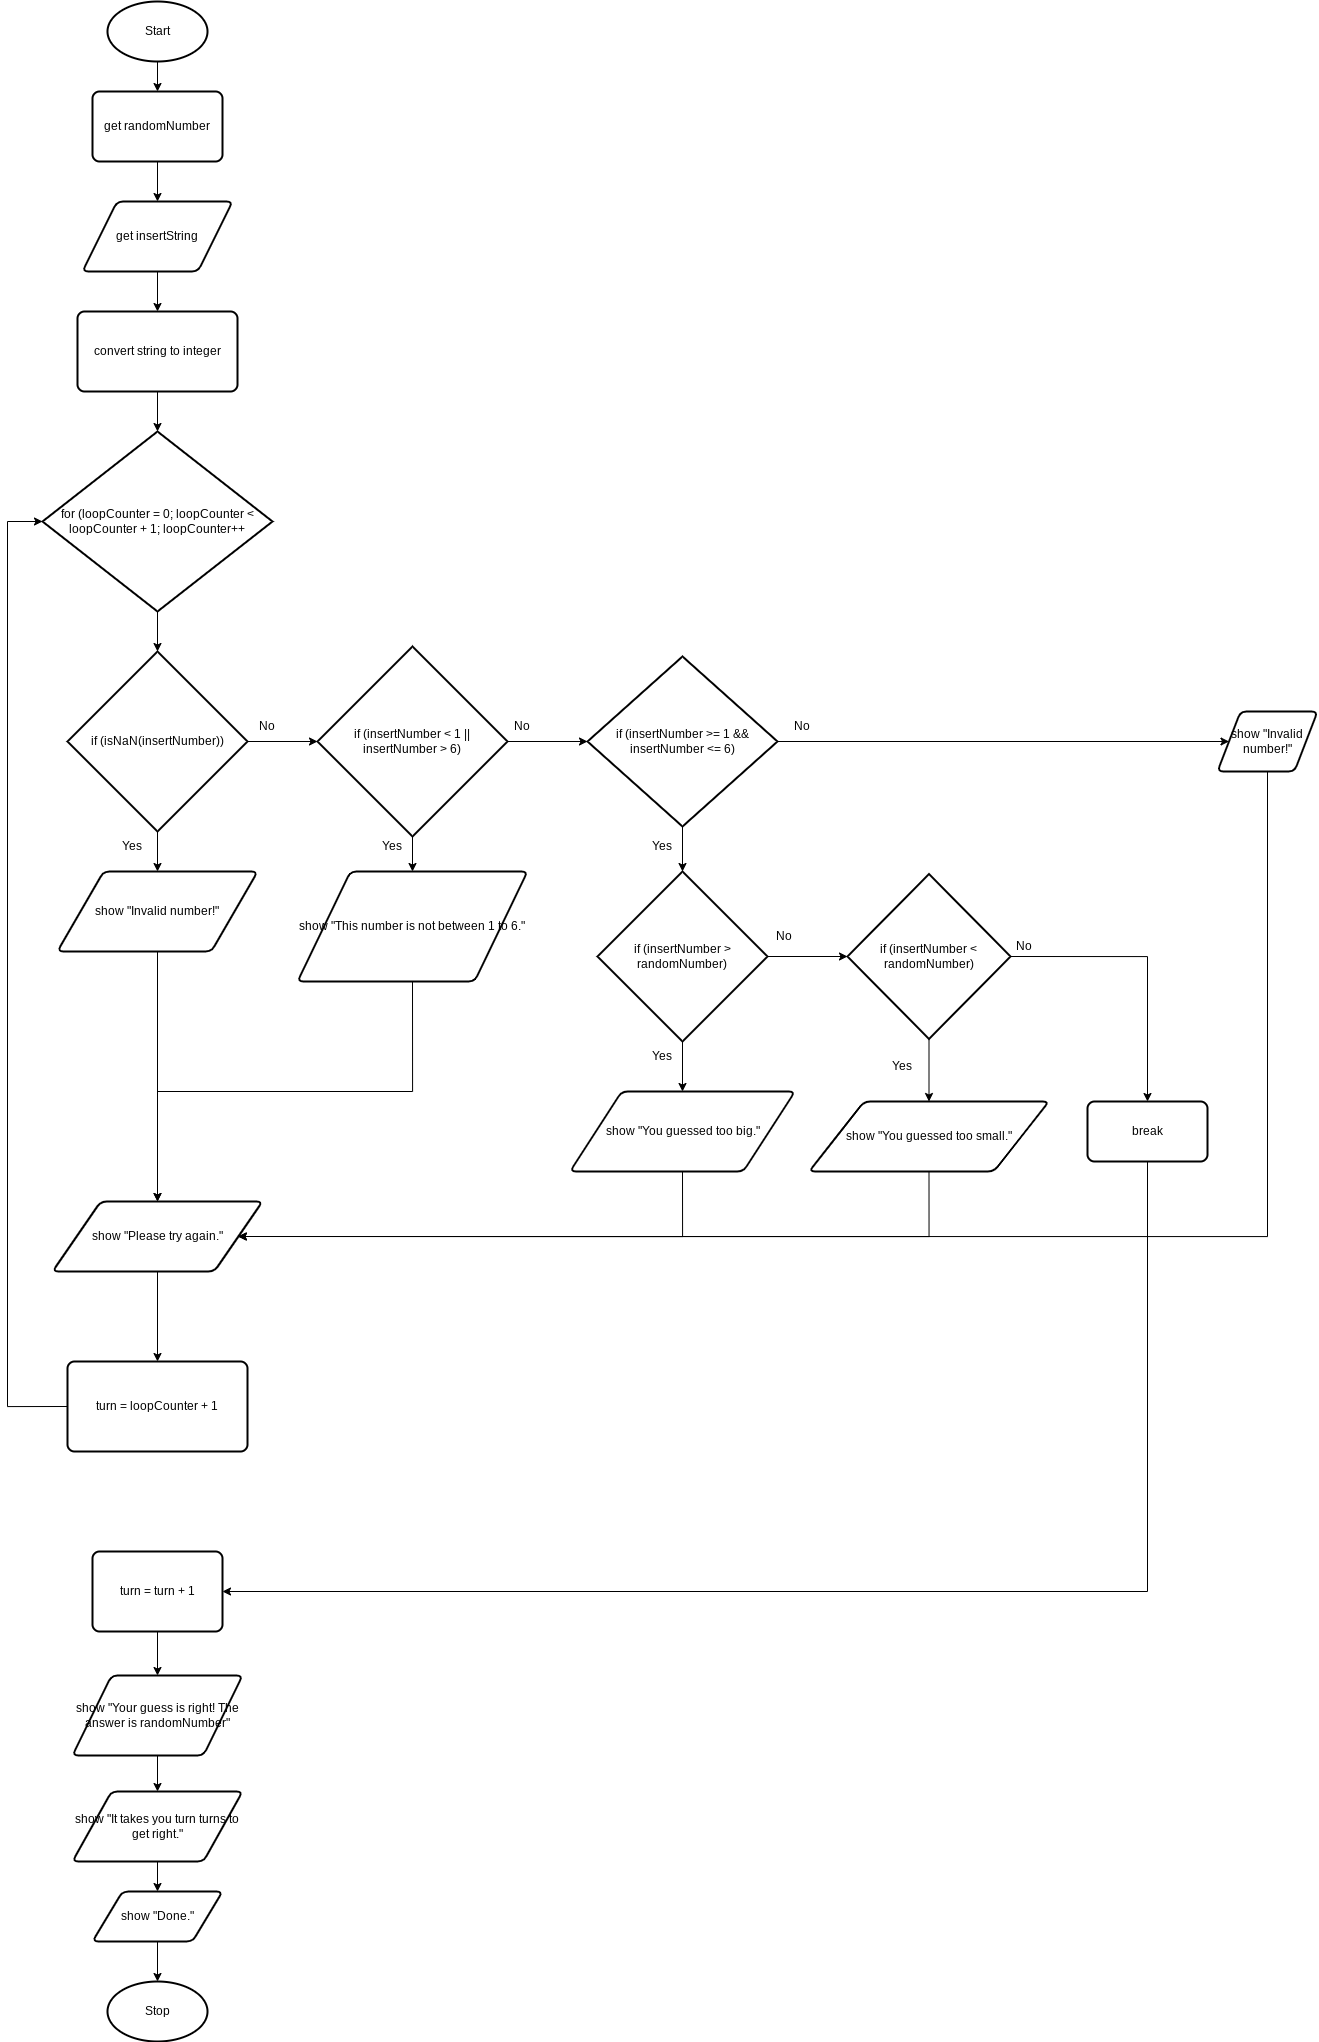 Start
get randomNumber
get insertString
convert string to integer
for (loopCounter = 0; loopCounter <
loopCounter + 1; loopCounter++
if (isNaN(insertNumber))
No
if (insertNumber < 1 ||
insertNumber > 6)
No
if (insertNumber >= 1 &&
insertNumber <= 6)
No
show "Invalid
number!"
Yes
Yes
Yes
show "Invalid number!"
show "This number is not between 1 to 6."
if (insertNumber >
randomNumber)
No
if (insertNumber <
randomNumber)
No
Yes
Yes
show "You guessed too big."
show "You guessed too small."
break
show "Please try again."
turn = loopCounter + 1
turn = turn + 1
show "Your guess is right! The
answer is randomNumber"
show "It takes you turn turns to
get right."
show "Done."
Stop